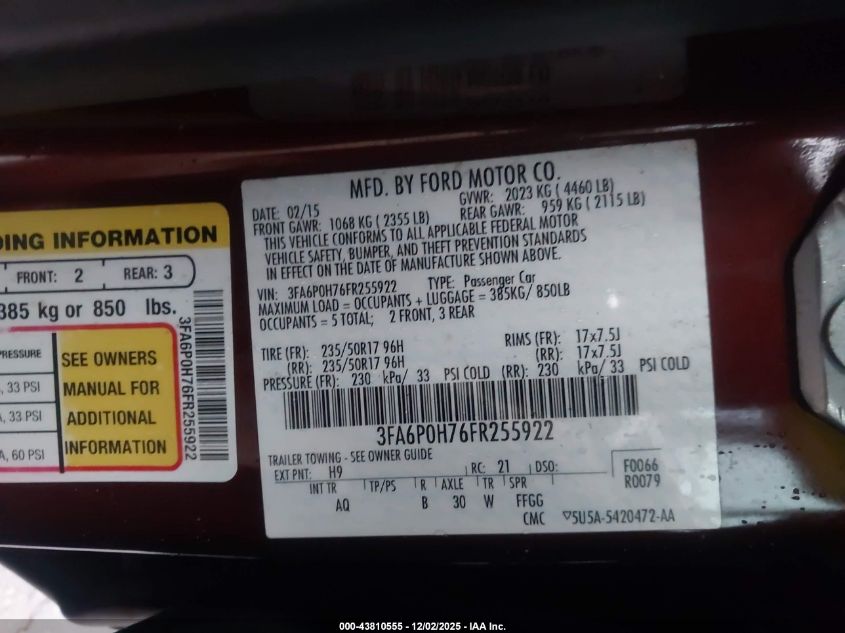 DING INFORMATION
FRONT: 2 REAR: 3
385 kg or 850 lbs.
PRESSURE
, 33 PSI
A, 33 PSI
A, 60 PSI
SEE OWNERS
MANUAL FOR
ADDITIONAL
INFORMATION
3FA6P0H76FR255922
MFD. BY FORD MOTOR CO.
DATE: 02/15 GVWR: 2023 KG ( 4460 LB)
FRONT GAWR: 1068 KG ( 2355 LB) REAR GAWR: 959 KG ( 2115 LB)
THIS VEHICLE CONFORMS TO ALL APPLICABLE FEDERAL MOTOR
VEHICLE SAFETY, BUMPER, AND THEFT PREVENTION STANDARDS
IN EFFECT ON THE DATE OF MANUFACTURE SHOWN ABOVE.
VIN: 3FA6P0H76FR255922 TYPE: Passenger Car
MAXIMUM LOAD = OCCUPANTS + LUGGAGE = 385KG/ 850LB
OCCUPANTS = 5 TOTAL; 2 FRONT, 3 REAR
TIRE (FR): 235/50R17 96H RIMS (FR): 17x7.5J
(RR): 235/50R17 96H (RR): 17x7.5J
PRESSURE (FR): 230 kPa/ 33 PSI COLD (RR): 230 kPa/ 33 PSI COLD
3FA6P0H76FR255922
TRAILER TOWING - SEE OWNER GUIDE
EXT PNT: H9 RC: 21 DSO: F0066
R0079
INT TR TP/PS R AXLE TR SPR
AQ B 30 W FFGG
CMC ▽5U5A-5420472-AA
000-43810555 - 12/02/2025 - IAA Inc.